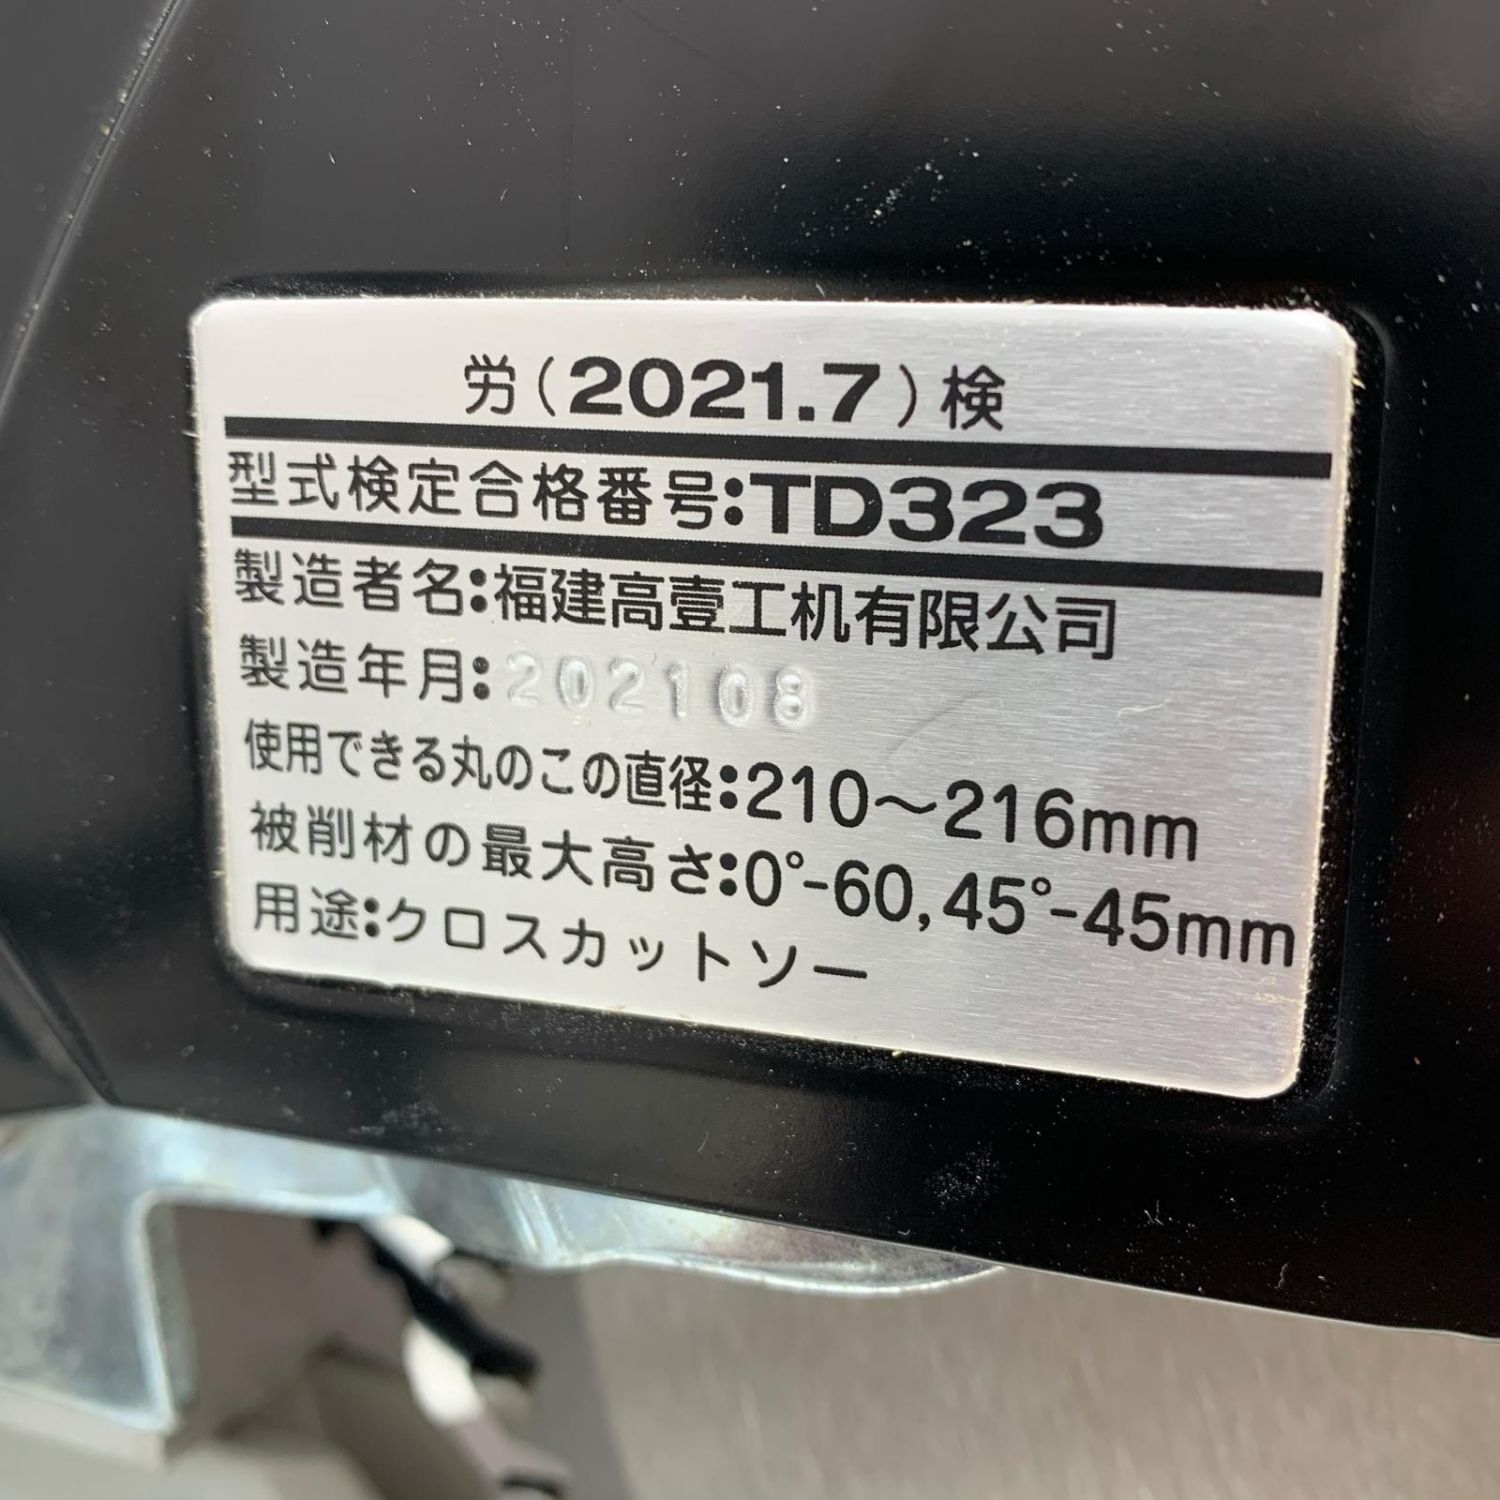 労(2021.7)検
型式検定合格番号:TD323
製造者名:福建高壹工机有限公司
製造年月:202108
使用できる丸のこの直径:210～216mm
被削材の最大高さ:0°-60,45°-45mm
用途:クロスカットソー